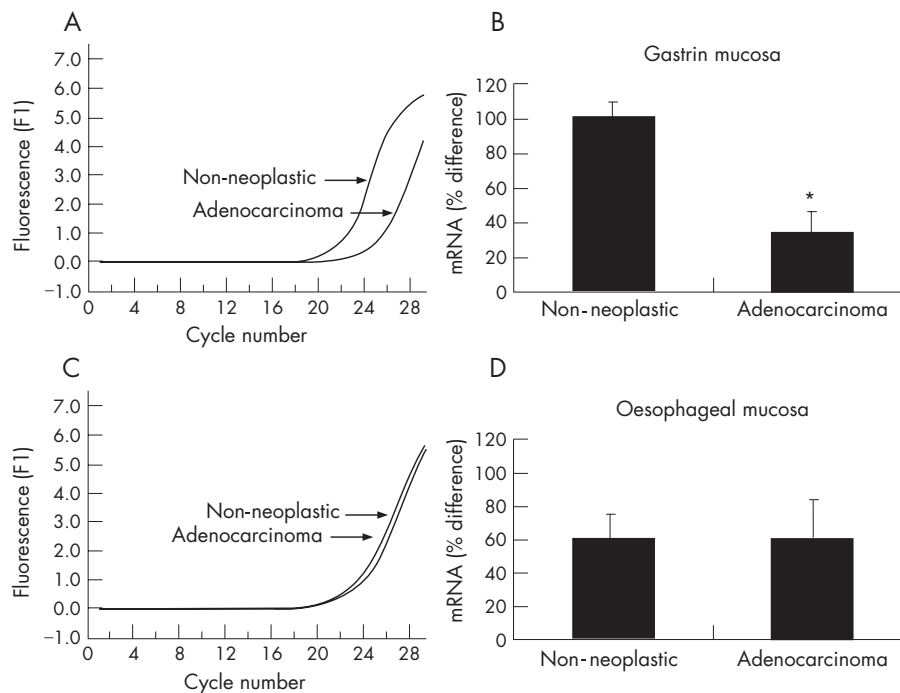 A
Fluorescence (F1)
7.0
6.0
5.0
4.0
3.0
2.0
1.0
0.0
−1.0
Non-neoplastic
Adenocarcinoma
0 4 8 12 16 20 24 28
Cycle number
B
Gastrin mucosa
mRNA (% difference)
120
100
80
60
40
20
0
*
Non-neoplastic Adenocarcinoma
C
Fluorescence (F1)
7.0
6.0
5.0
4.0
3.0
2.0
1.0
0.0
−1.0
Non-neoplastic
Adenocarcinoma
0 4 8 12 16 20 24 28
Cycle number
D
Oesophageal mucosa
mRNA (% difference)
120
100
80
60
40
20
0
Non-neoplastic Adenocarcinoma